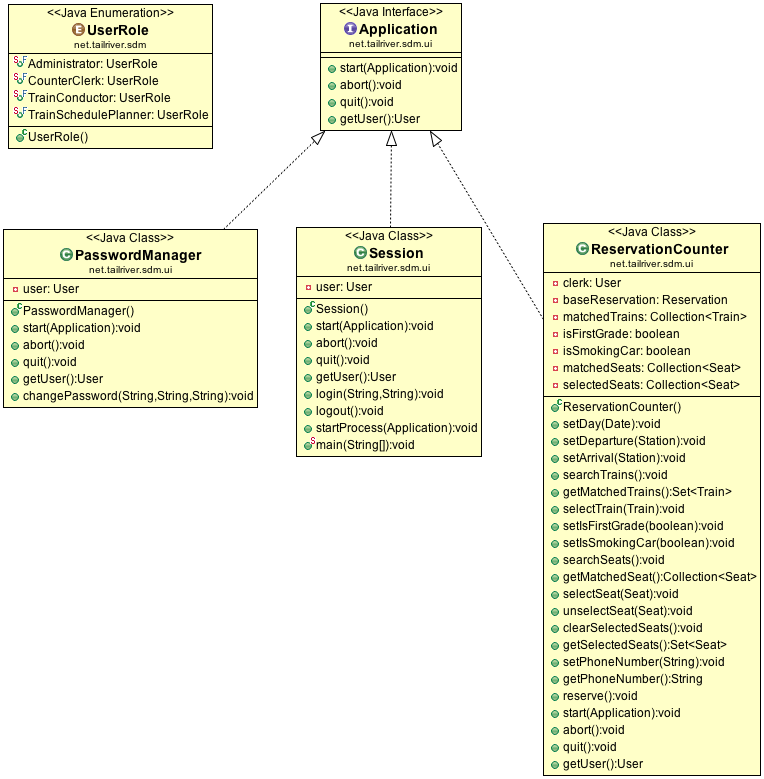 <<Java Enumeration>>
E UserRole
net.tailriver.sdm
S F Administrator: UserRole
S F CounterClerk: UserRole
S F TrainConductor: UserRole
S F TrainSchedulePlanner: UserRole
C UserRole()
<<Java Interface>>
I Application
net.tailriver.sdm.ui
start(Application):void
abort():void
quit():void
getUser():User
<<Java Class>>
C PasswordManager
net.tailriver.sdm.ui
user: User
C PasswordManager()
start(Application):void
abort():void
quit():void
getUser():User
changePassword(String,String,String):void
<<Java Class>>
C Session
net.tailriver.sdm.ui
user: User
C Session()
start(Application):void
abort():void
quit():void
getUser():User
login(String,String):void
logout():void
startProcess(Application):void
S main(String[]):void
<<Java Class>>
C ReservationCounter
net.tailriver.sdm.ui
clerk: User
baseReservation: Reservation
matchedTrains: Collection<Train>
isFirstGrade: boolean
isSmokingCar: boolean
matchedSeats: Collection<Seat>
selectedSeats: Collection<Seat>
C ReservationCounter()
setDay(Date):void
setDeparture(Station):void
setArrival(Station):void
searchTrains():void
getMatchedTrains():Set<Train>
selectTrain(Train):void
setIsFirstGrade(boolean):void
setIsSmokingCar(boolean):void
searchSeats():void
getMatchedSeat():Collection<Seat>
selectSeat(Seat):void
unselectSeat(Seat):void
clearSelectedSeats():void
getSelectedSeats():Set<Seat>
setPhoneNumber(String):void
getPhoneNumber():String
reserve():void
start(Application):void
abort():void
quit():void
getUser():User